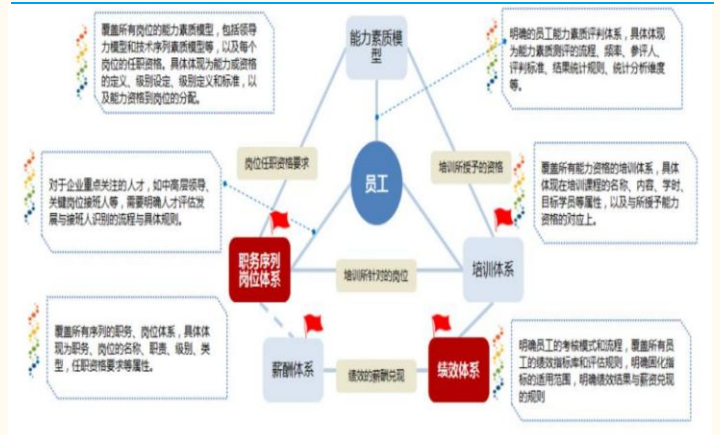 覆盖所有岗位的能力素质模型，包括领导
力模型和技术序列素质模型等，以及每个
岗位的任职资格。具体体现为能力或资格
的定义、级别设定、级别定义和标准，以
及能力资格到岗位的分配。
能力素质模
型
明确的员工能力素质评判体系，具体体现
为能力素质测评的流程、频率、参评人、
评判标准、结果统计规则、统计分析维度
等。
岗位任职资格要求
培训所授予的资格
员工
对于企业重点关注的人才，如中高层领导、
关键岗位接班人等，需要明确人才评估发
展与接班人识别的流程与具体规则。
覆盖所有能力资格的培训体系，具体
体现在培训课程的名称、内容、学时、
目标学员等属性，以及与所授予能力
资格的对应上。
职务序列
岗位体系
培训所针对的岗位
培训体系
覆盖所有序列的职务、岗位体系，具体体
现为职务、岗位的名称、职责、级别、类
型，任职资格要求等属性。
薪酬体系
绩效的薪酬兑现
绩效体系
明确员工的考核模式和流程，覆盖所有员
工的绩效指标库和评估规则，明确固化指
标的适用范围，明确绩效结果与薪资兑现
的规则